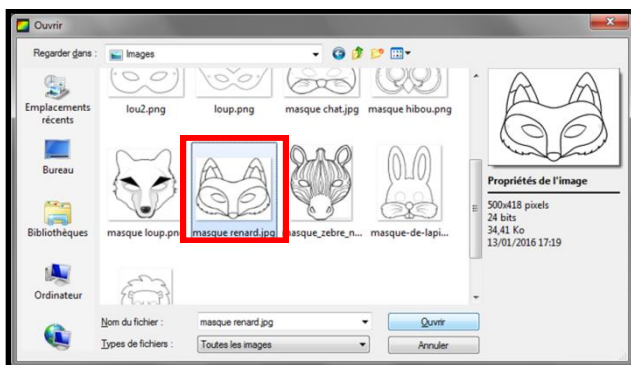 Ouvrir
Regarder dans :
Images
Emplacements
récents
Bureau
Bibliothèques
Ordinateur
lou2.png
loup.png
masque chat.jpg
masque hibou.png
masque loup.pn
masque renard.jpg
masque_zebre_n...
masque-de-lapi...
Propriétés de l'image
500x418 pixels
24 bits
34,41 Ko
13/01/2016 17:19
Nom du fichier :
masque renard.jpg
Ouvrir
Types de fichiers :
Toutes les images
Annuler